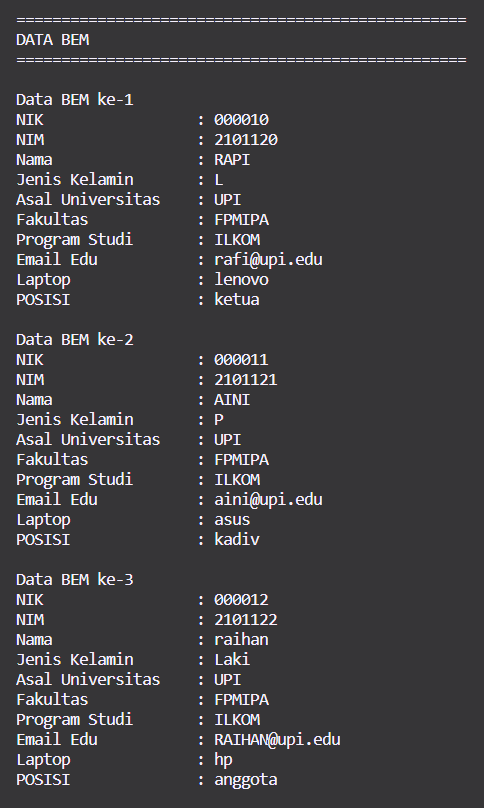 ==================================================
DATA BEM
==================================================
Data BEM ke-1
NIK : 000010
NIM : 2101120
Nama : RAPI
Jenis Kelamin : L
Asal Universitas : UPI
Fakultas : FPMIPA
Program Studi : ILKOM
Email Edu : rafi@upi.edu
Laptop : lenovo
POSISI : ketua
Data BEM ke-2
NIK : 000011
NIM : 2101121
Nama : AINI
Jenis Kelamin : P
Asal Universitas : UPI
Fakultas : FPMIPA
Program Studi : ILKOM
Email Edu : aini@upi.edu
Laptop : asus
POSISI : kadiv
Data BEM ke-3
NIK : 000012
NIM : 2101122
Nama : raihan
Jenis Kelamin : Laki
Asal Universitas : UPI
Fakultas : FPMIPA
Program Studi : ILKOM
Email Edu : RAIHAN@upi.edu
Laptop : hp
POSISI : anggota